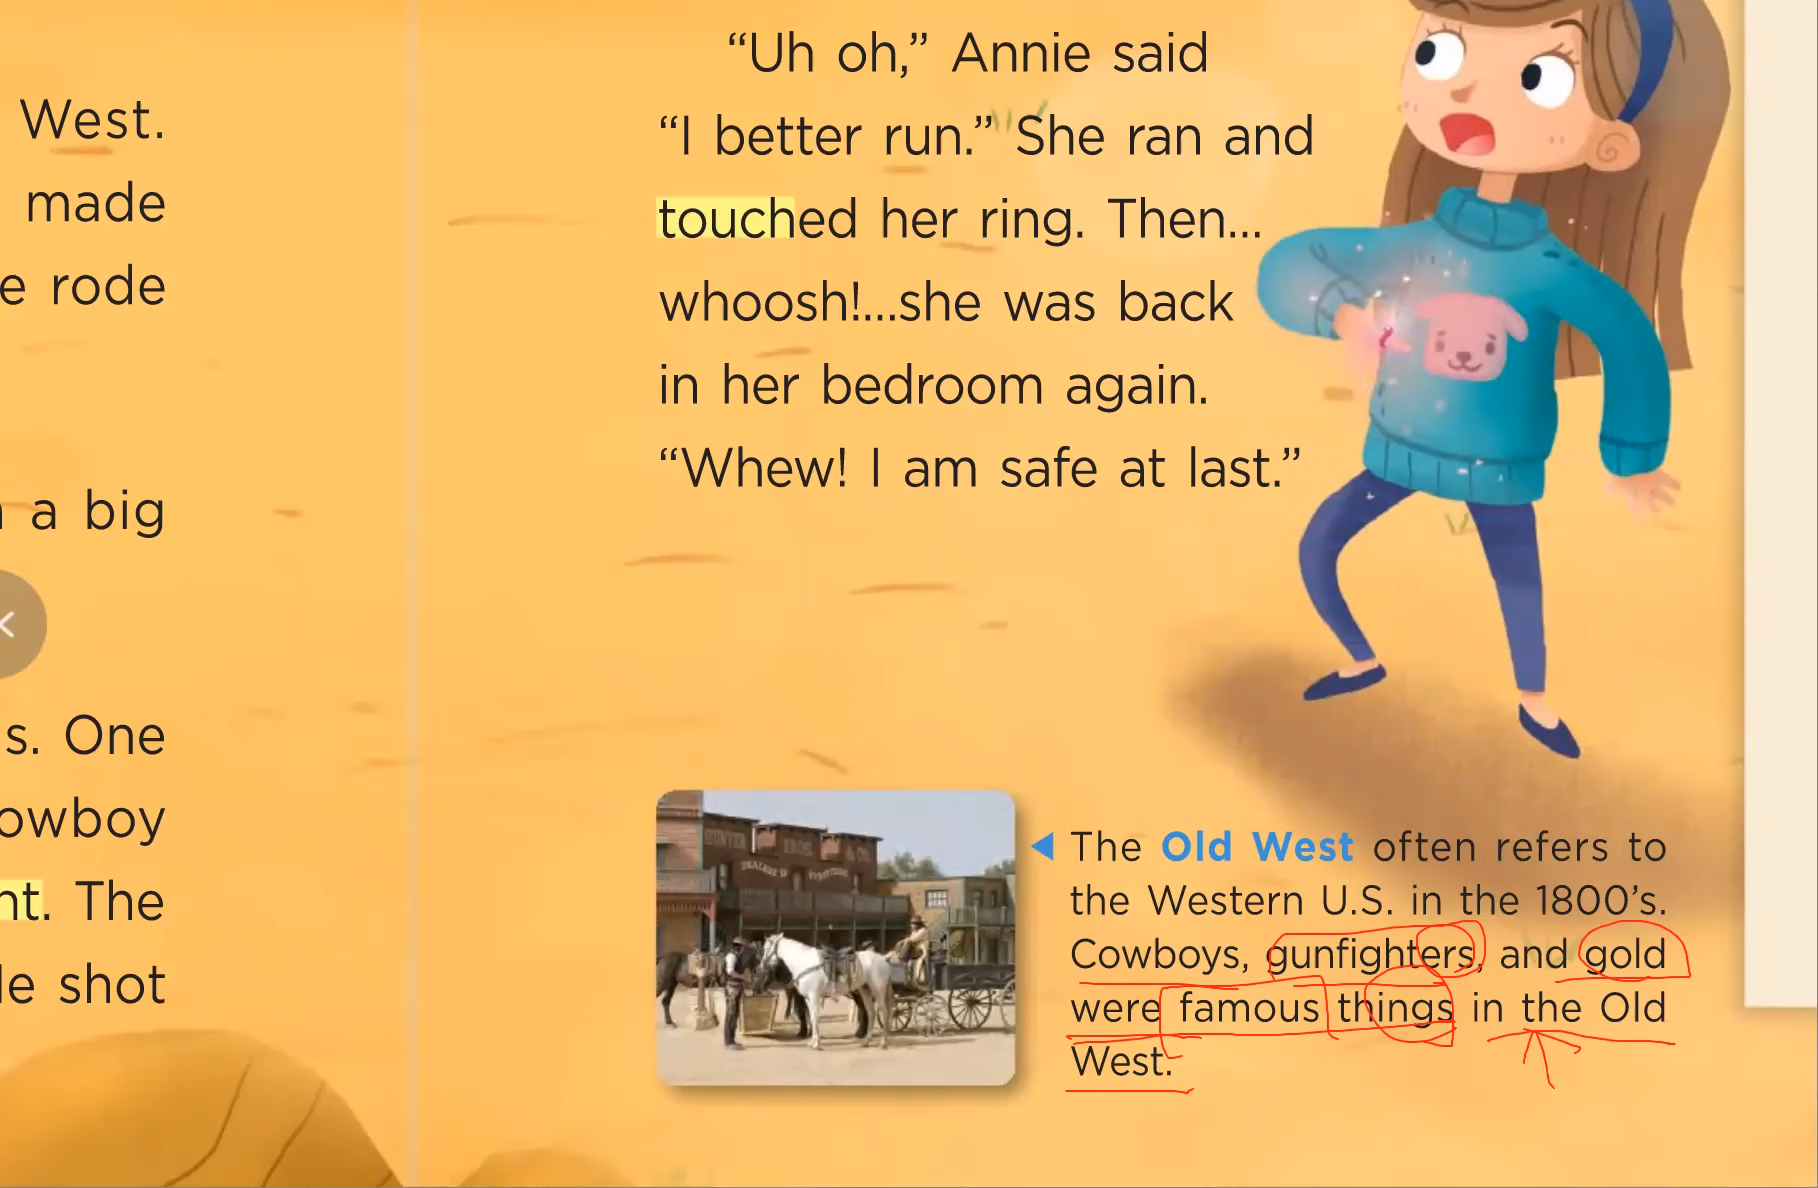 West.
made
e rode
a big
s. One
owboy
nt. The
le shot
“Uh oh,” Annie said
“I better run.” She ran and
touched her ring. Then...
whoosh!...she was back
in her bedroom again.
“Whew! I am safe at last.”
The Old West often refers to
the Western U.S. in the 1800’s.
Cowboys, gunfighters, and gold
were famous things in the Old
West.